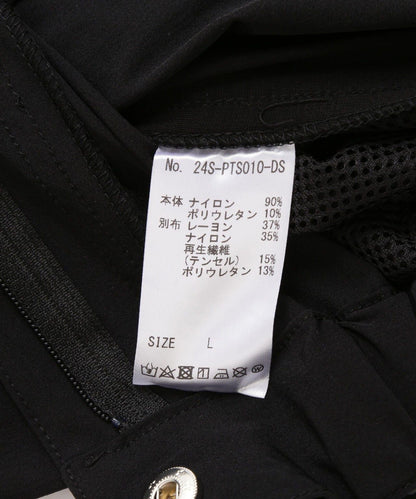 No. 24S-PTS010-DS
本体 ナイロン 90%
ポリウレタン 10%
別布 レーヨン 37%
ナイロン 35%
再生繊維
(テンセル) 15%
ポリウレタン 13%
SIZE L